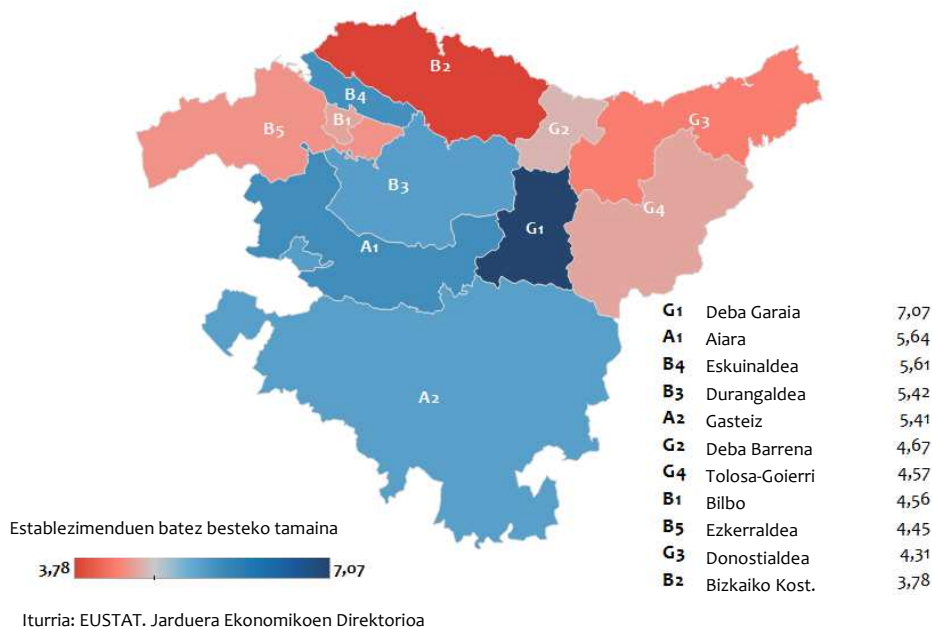 B2
B4
B1
B5
G2
G3
B3
G4
G1
A1
A2
G1 Deba Garaia 7,07
A1 Aiara 5,64
B4 Eskuinaldea 5,61
B3 Durangaldea 5,42
A2 Gasteiz 5,41
G2 Deba Barrena 4,67
G4 Tolosa-Goierri 4,57
B1 Bilbo 4,56
B5 Ezkerraldea 4,45
G3 Donostialdea 4,31
B2 Bizkaiko Kost. 3,78
Establezimenduen batez besteko tamaina
3,78 7,07
Iturria: EUSTAT. Jarduera Ekonomikoen Direktorioa